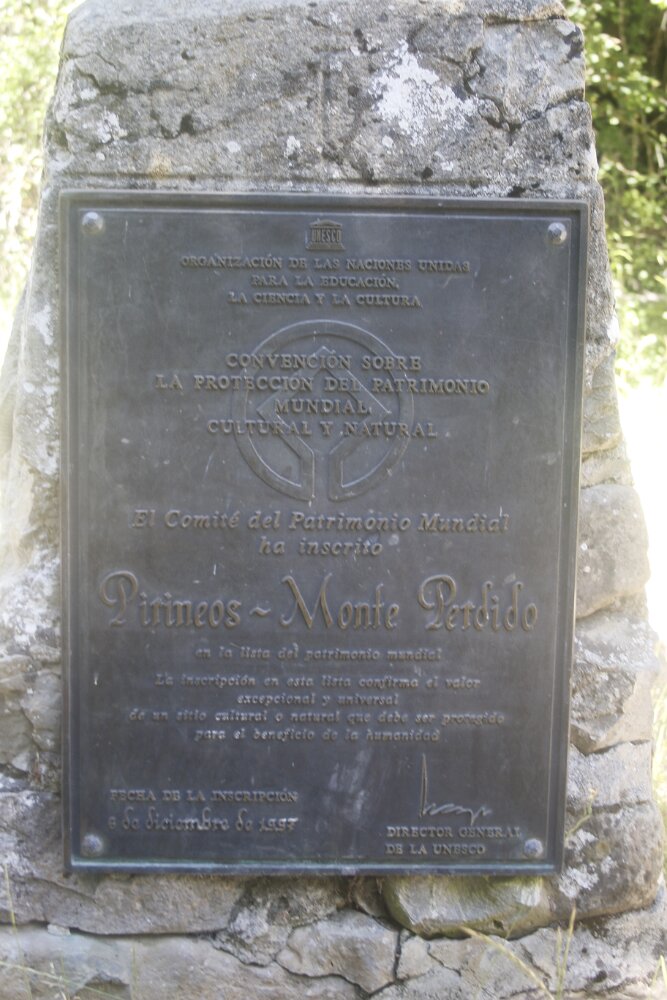 UNESCO
ORGANIZACIÓN DE LAS NACIONES UNIDAS
PARA LA EDUCACIÓN,
LA CIENCIA Y LA CULTURA
CONVENCIÓN SOBRE
LA PROTECCIÓN DEL PATRIMONIO
MUNDIAL,
CULTURAL Y NATURAL
El Comité del Patrimonio Mundial
ha inscrito
Pirineos - Monte Perdido
en la lista del patrimonio mundial
La inscripción en esta lista confirma el valor
excepcional y universal
de un sitio cultural o natural que debe ser protegido
para el beneficio de la humanidad
FECHA DE LA INSCRIPCIÓN
de diciembre de 1997
DIRECTOR GENERAL
DE LA UNESCO